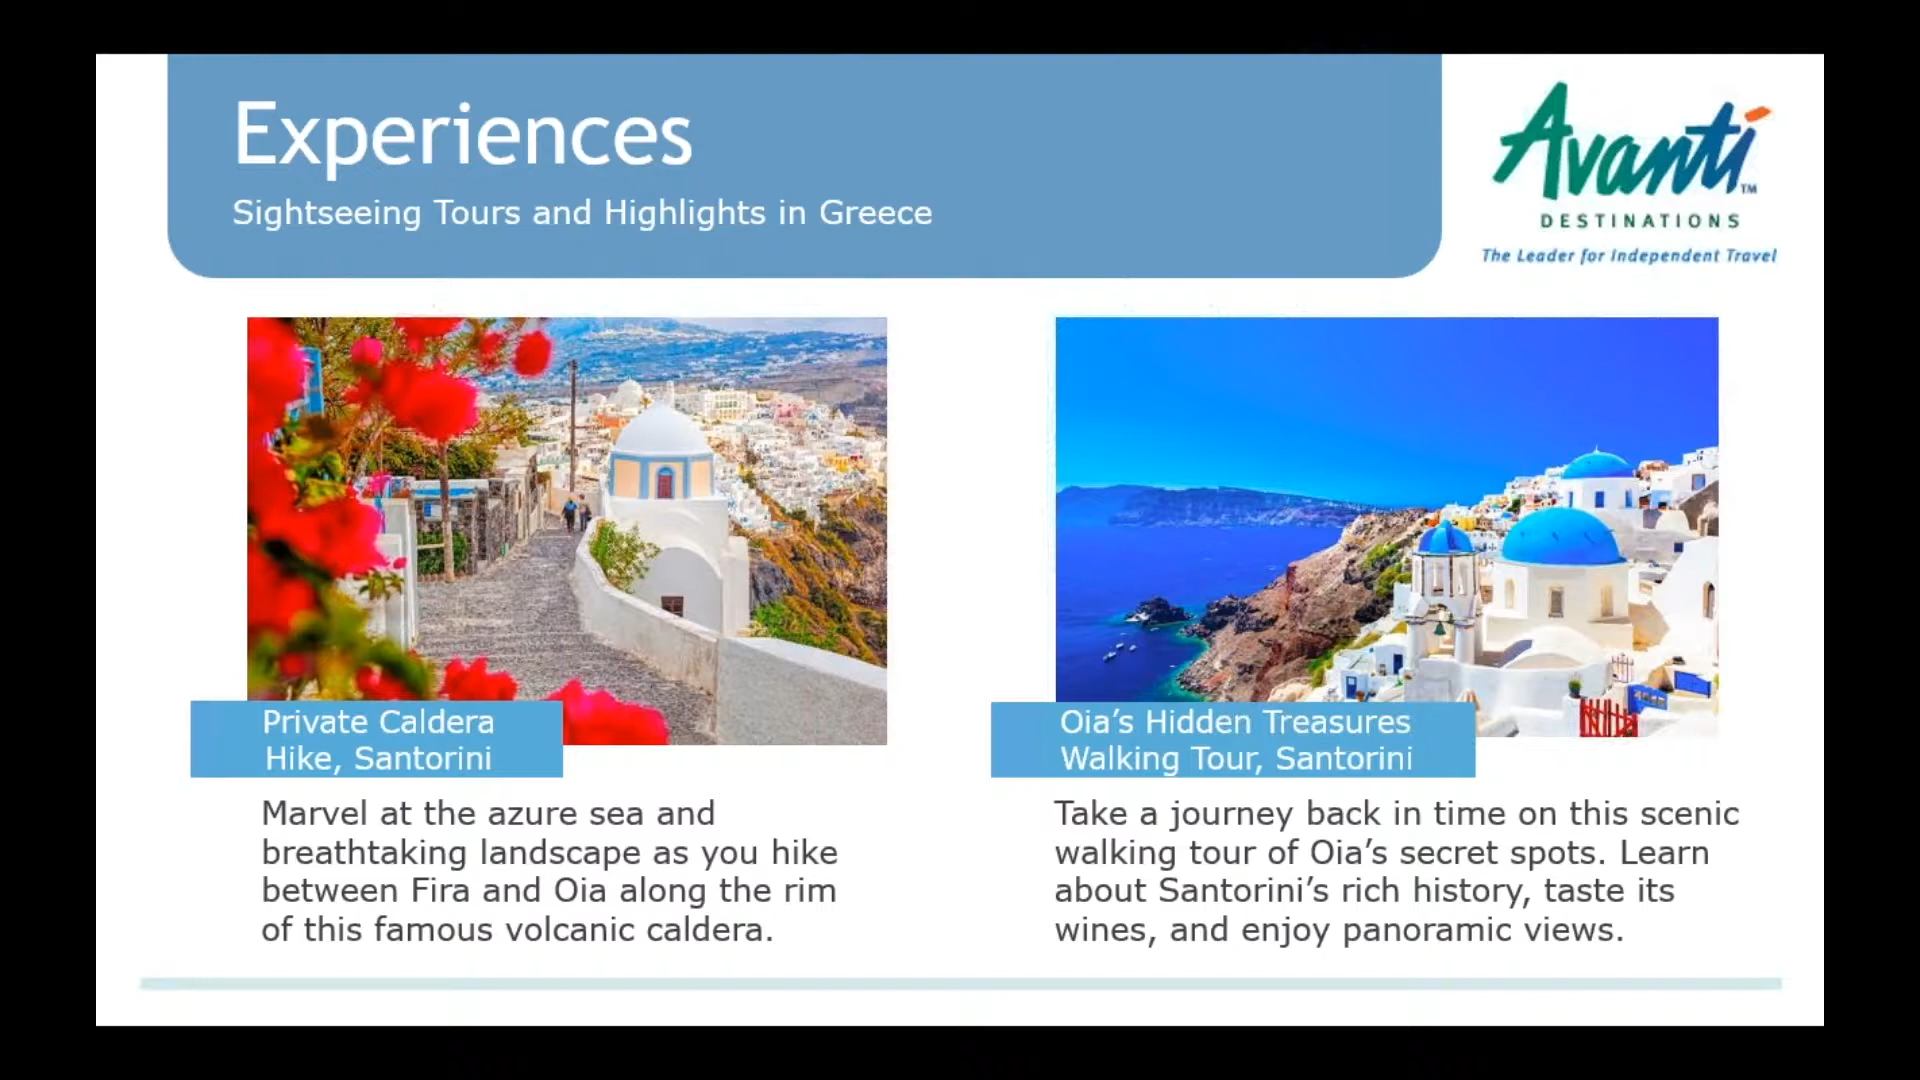 Experiences
Sightseeing Tours and Highlights in Greece
Avanti™
DESTINATIONS
The Leader for Independent Travel
Private Caldera
Hike, Santorini
Marvel at the azure sea and
breathtaking landscape as you hike
between Fira and Oia along the rim
of this famous volcanic caldera.
Oia’s Hidden Treasures
Walking Tour, Santorini
Take a journey back in time on this scenic
walking tour of Oia’s secret spots. Learn
about Santorini’s rich history, taste its
wines, and enjoy panoramic views.